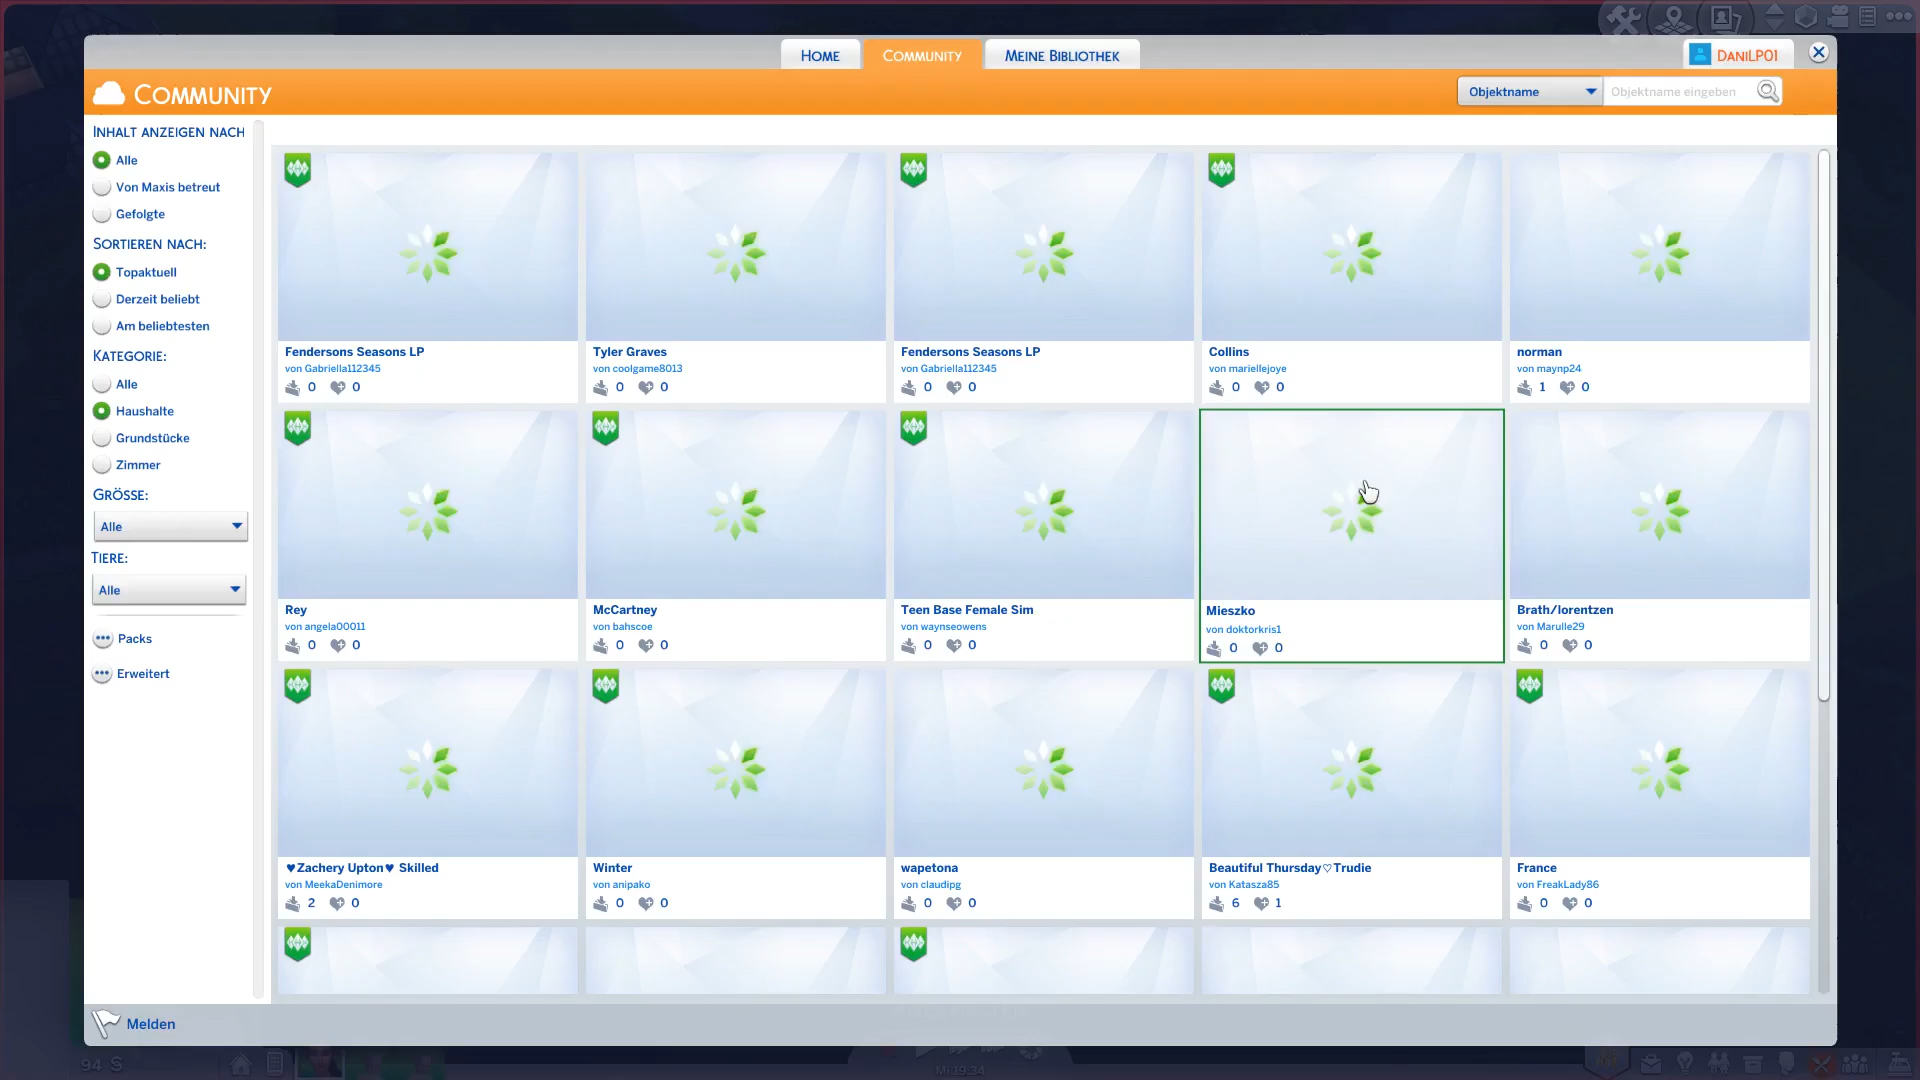 HOME
COMMUNITY
MEINE BIBLIOTHEK
DANILP01
COMMUNITY
Objektname
Objektname eingeben
INHALT ANZEIGEN NACH
Alle
Von Maxis betreut
Gefolgte
SORTIEREN NACH:
Topaktuell
Derzeit beliebt
Am beliebtesten
KATEGORIE:
Alle
Haushalte
Grundstücke
Zimmer
GRÖSSE:
Alle
TIERE:
Alle
Packs
Erweitert
Fendersons Seasons LP
von Gabriella112345
0 0
Tyler Graves
von coolgame8013
0 0
Fendersons Seasons LP
von Gabriella112345
0 0
Collins
von mariellejoye
0 0
norman
von maynp24
1 0
Rey
von angela00011
0 0
McCartney
von bahscoe
0 0
Teen Base Female Sim
von waynseowens
0 0
Mieszko
von doktorkris1
0 0
Brath/lorentzen
von Marulle29
0 0
♥Zachery Upton♥ Skilled
von MeekaDenimore
2 0
Winter
von anipako
0 0
wapetona
von claudipg
0 0
Beautiful Thursday♡Trudie
von Katasza85
6 1
France
von FreakLady86
0 0
Melden
94 S
Mi 19:34